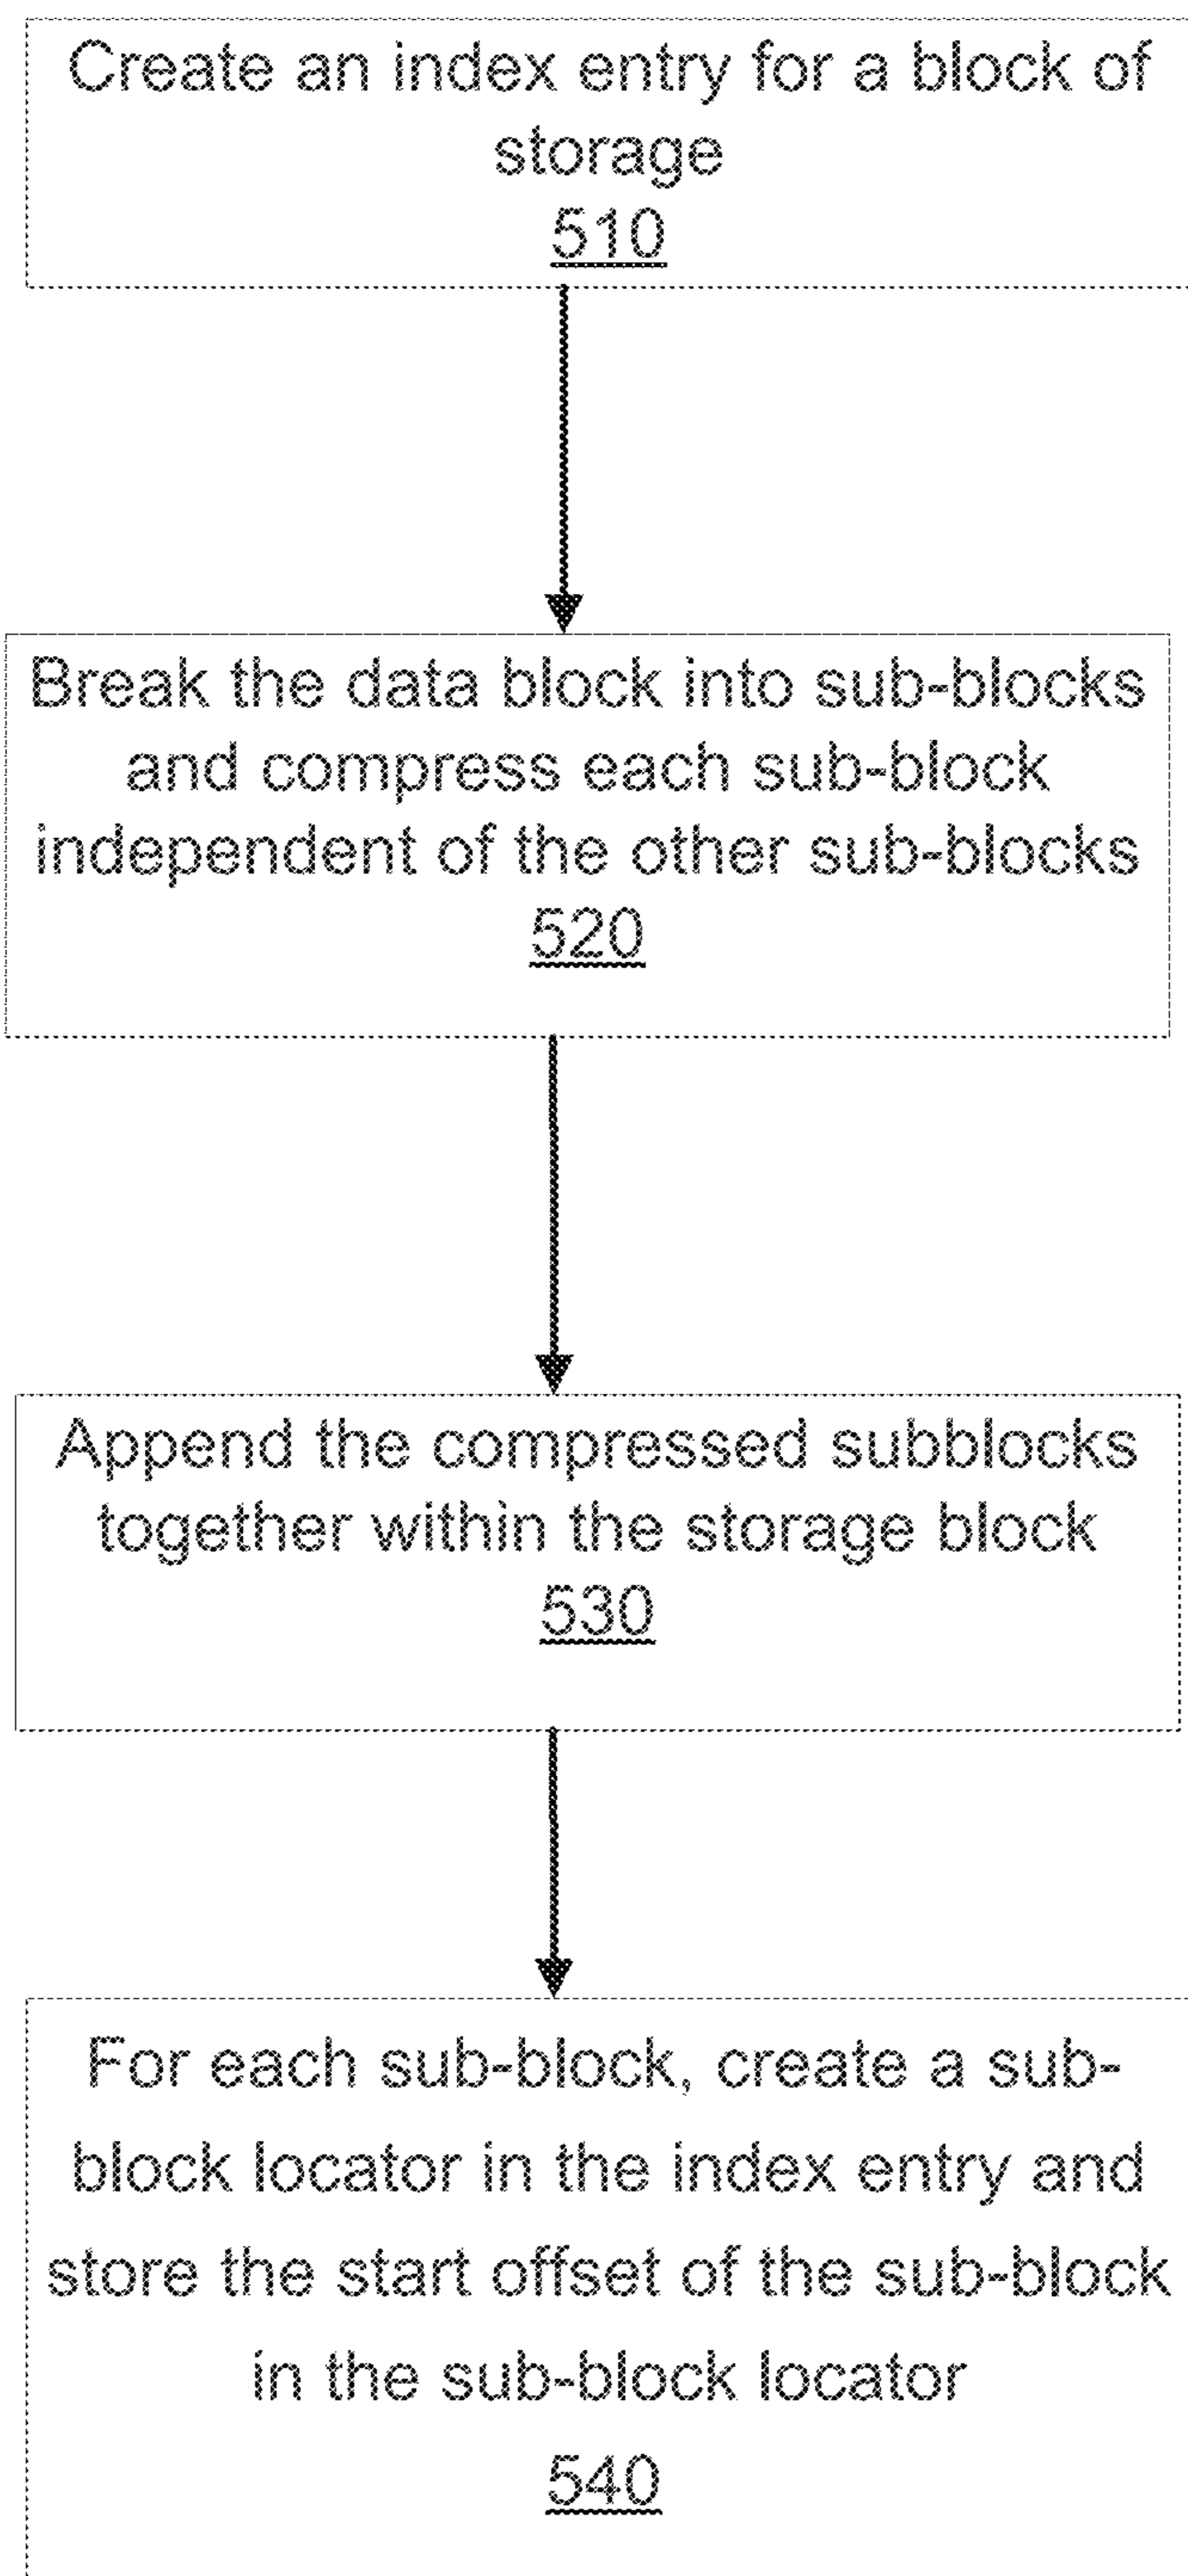 Create an index entry for a block of
storage
510
Break the data block into sub-blocks
and compress each sub-block
independent of the other sub-blocks
520
Append the compressed subblocks
together within the storage block
530
For each sub-block, create a sub-
block locator in the index entry and
store the start offset of the sub-block
in the sub-block locator
540